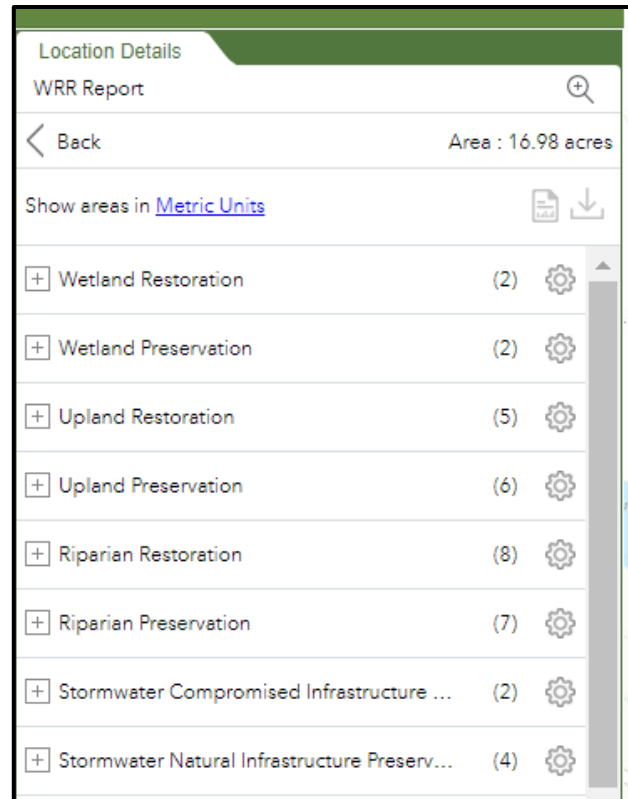 Location Details
WRR Report
Back Area : 16.98 acres
Show areas in Metric Units
Wetland Restoration (2)
Wetland Preservation (2)
Upland Restoration (5)
Upland Preservation (6)
Riparian Restoration (8)
Riparian Preservation (7)
Stormwater Compromised Infrastructure ... (2)
Stormwater Natural Infrastructure Preserv... (4)